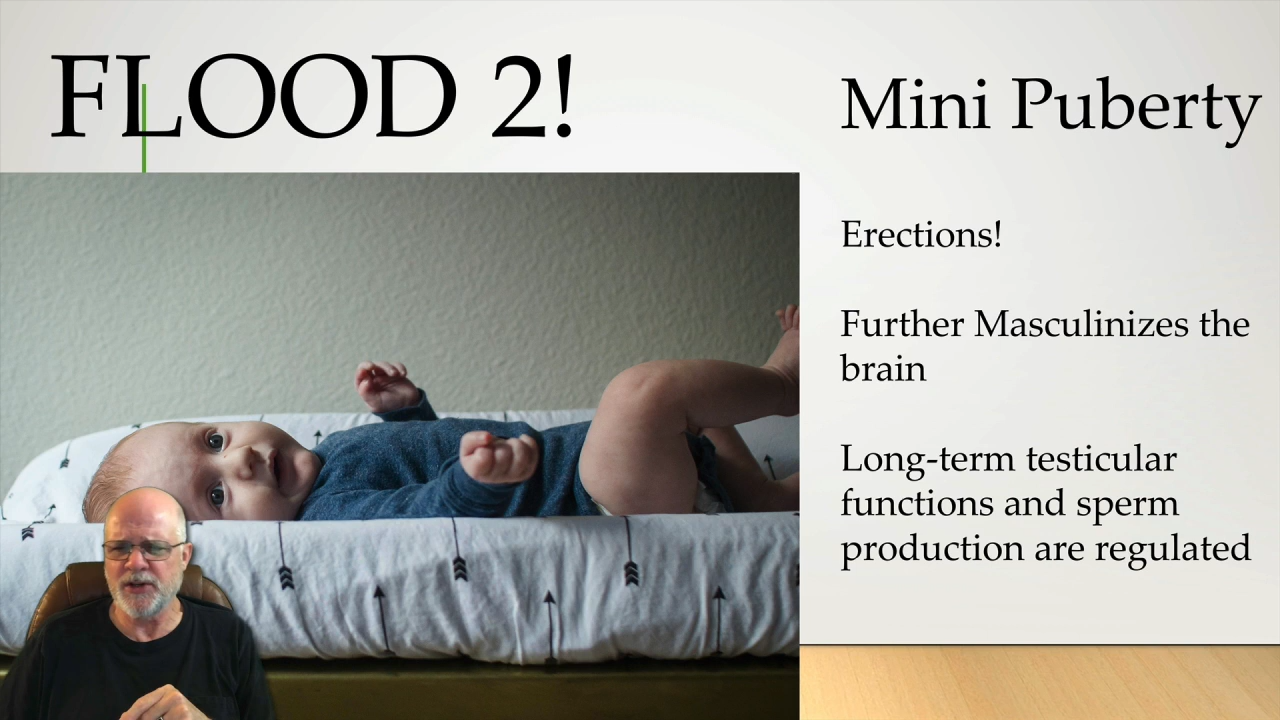 FLOOD 2!
Mini Puberty
Erections!
Further Masculinizes the
brain
Long-term testicular
functions and sperm
production are regulated